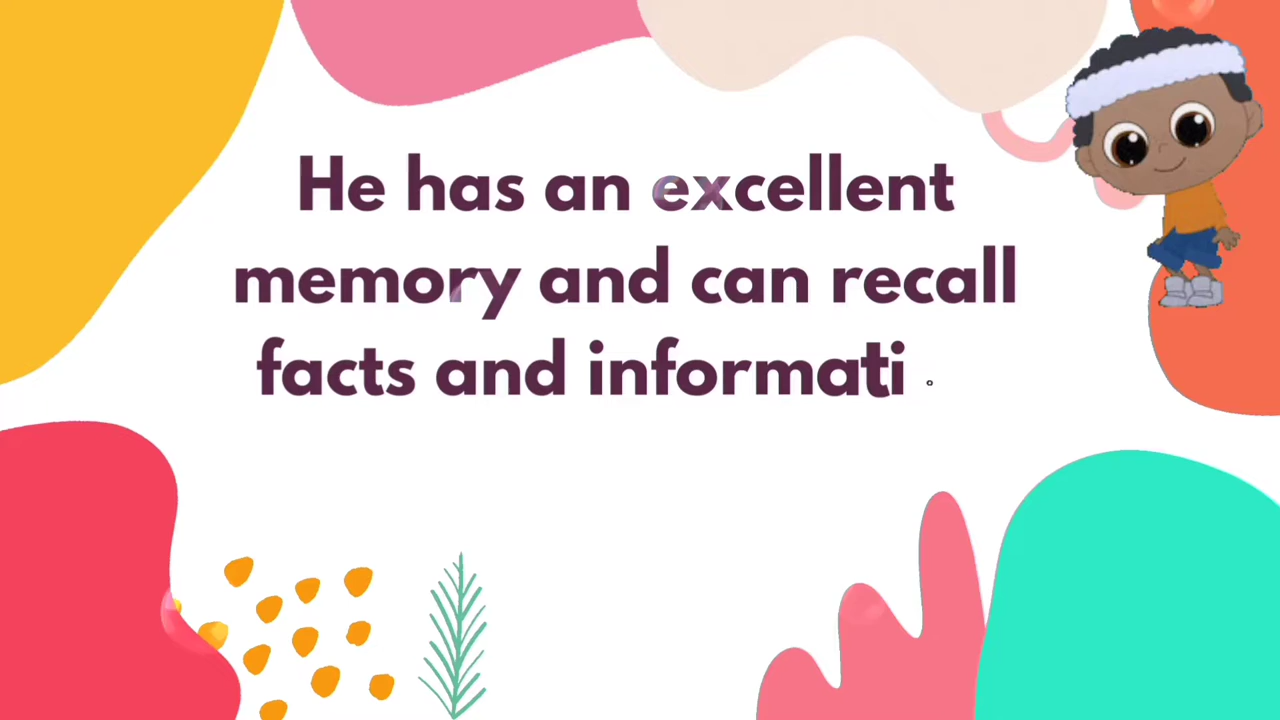 He has an excellent
memory and can recall
facts and informati